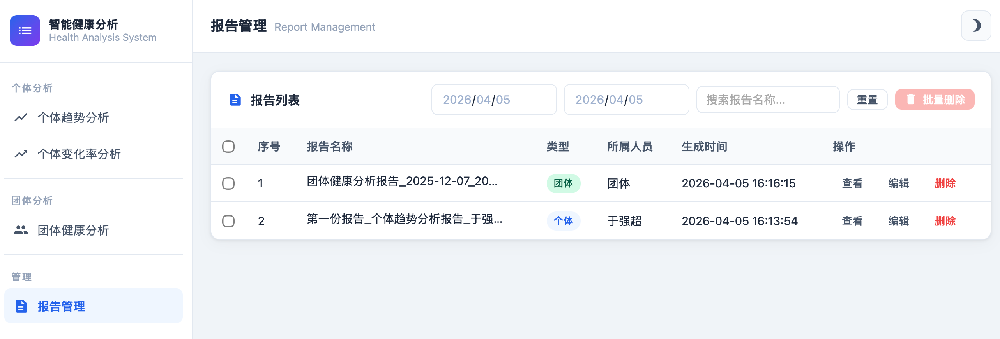 智能健康分析
Health Analysis System
个体分析
个体趋势分析
个体变化率分析
团体分析
团体健康分析
管理
报告管理
报告管理 Report Management
报告列表 2026/04/05 2026/04/05 搜索报告名称... 重置 批量删除
序号 报告名称 类型 所属人员 生成时间 操作
1 团体健康分析报告_2025-12-07_20... 团体 团体 2026-04-05 16:16:15 查看 编辑 删除
2 第一份报告_个体趋势分析报告_于强... 个体 于强超 2026-04-05 16:13:54 查看 编辑 删除